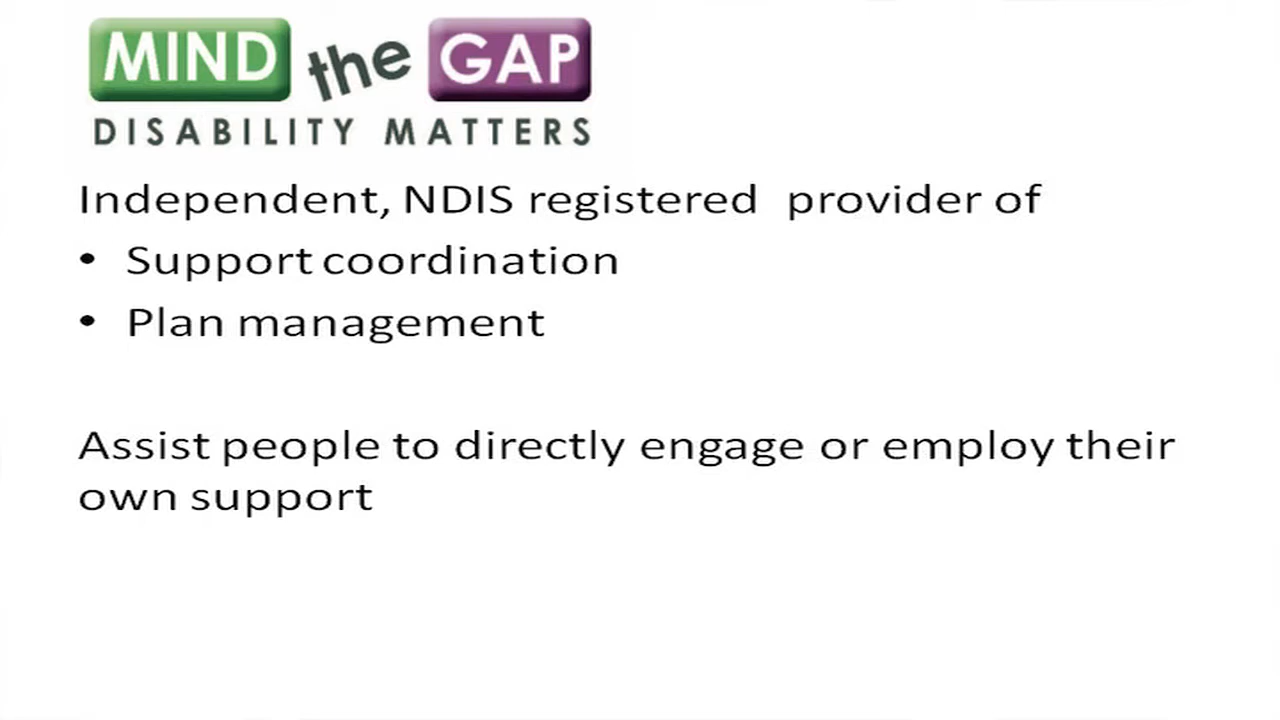 MIND the GAP
DISABILITY MATTERS
Independent, NDIS registered provider of
• Support coordination
• Plan management
Assist people to directly engage or employ their
own support